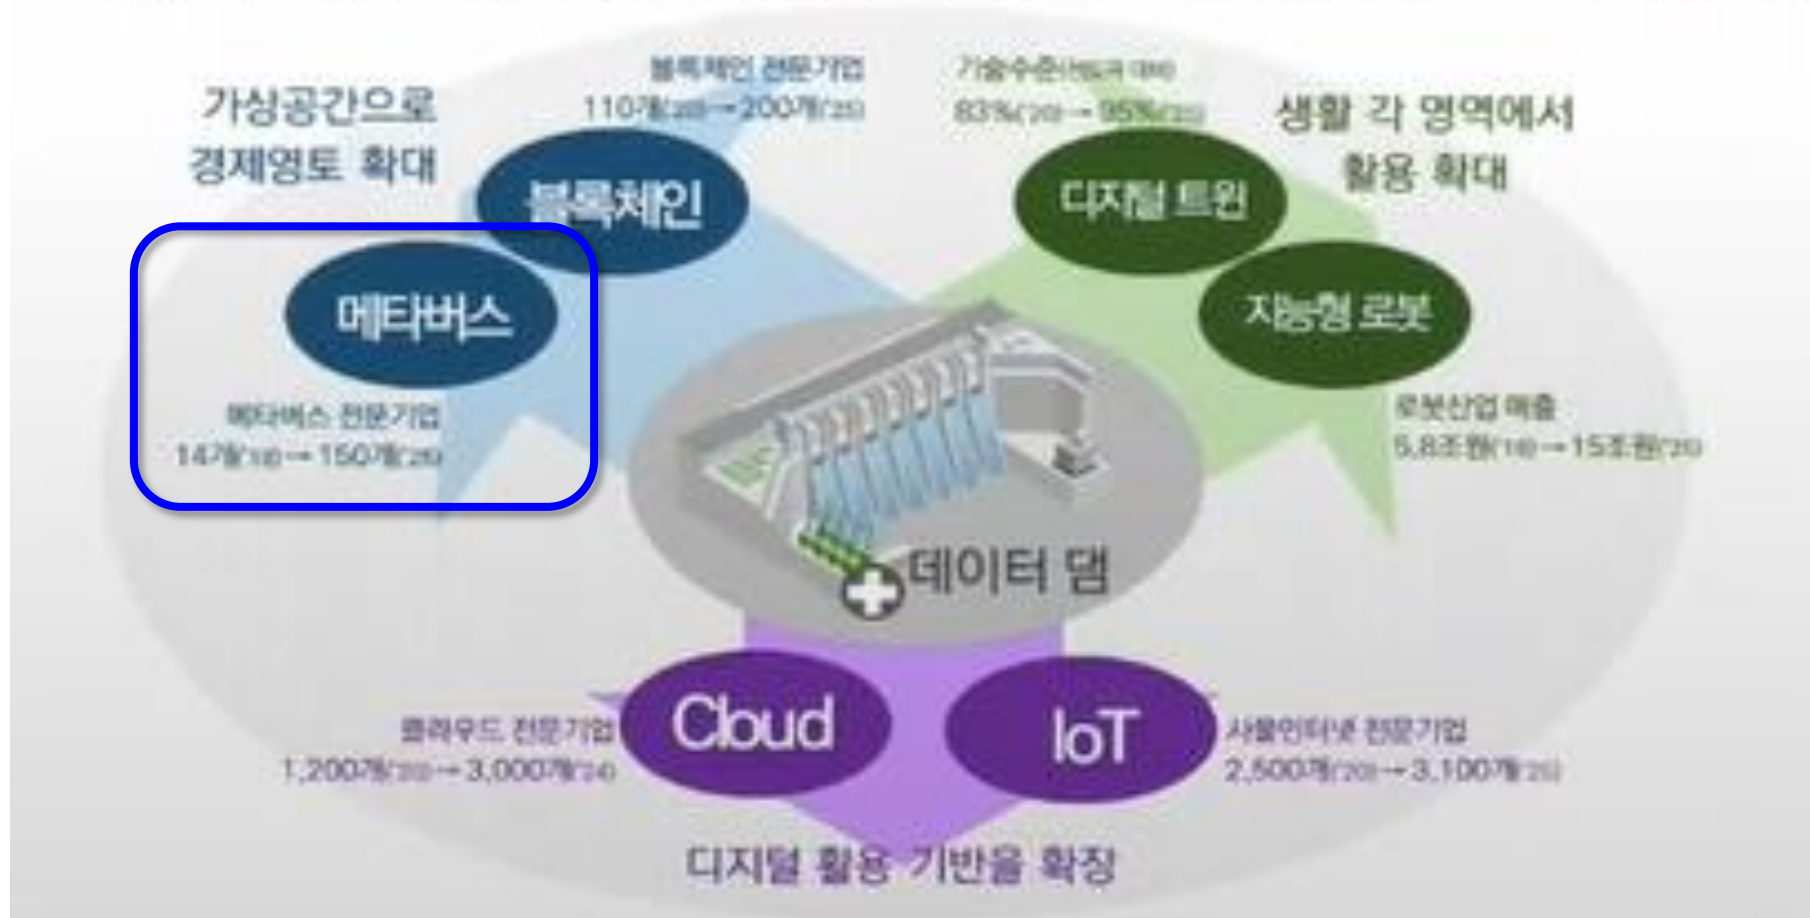 블록체인 전문기업
110개('20)→200개('25)
기술수준(선도국 대비)
83%('20)→95%('25)
가상공간으로
경제영토 확대
생활 각 영역에서
활용 확대
블록체인
디지털 트윈
메타버스
지능형 로봇
메타버스 전문기업
14개→150개
로봇산업 매출
5.8조원→15조원('25)
데이터 댐
Cloud
IoT
클라우드 전문기업
1,200개('20)→3,000개('24)
사물인터넷 전문기업
2,500개('20)→3,100개('25)
디지털 활용 기반을 확장